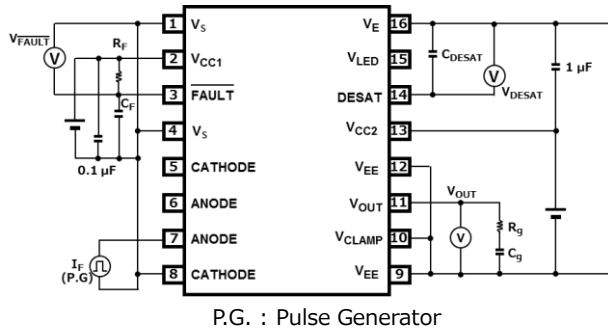 1 V_S V_E 16
V_FAULT R_F C_DESAT
2 V_CC1 V_LED 15 1 µF
3 FAULT DESAT 14 V_DESAT
C_F
4 V_S V_CC2 13
0.1 µF
5 CATHODE V_EE 12
6 ANODE V_OUT 11 V_OUT
7 ANODE V_CLAMP 10 V R_g
I_F
(P.G) C_g
8 CATHODE V_EE 9
V
V
P.G. : Pulse Generator